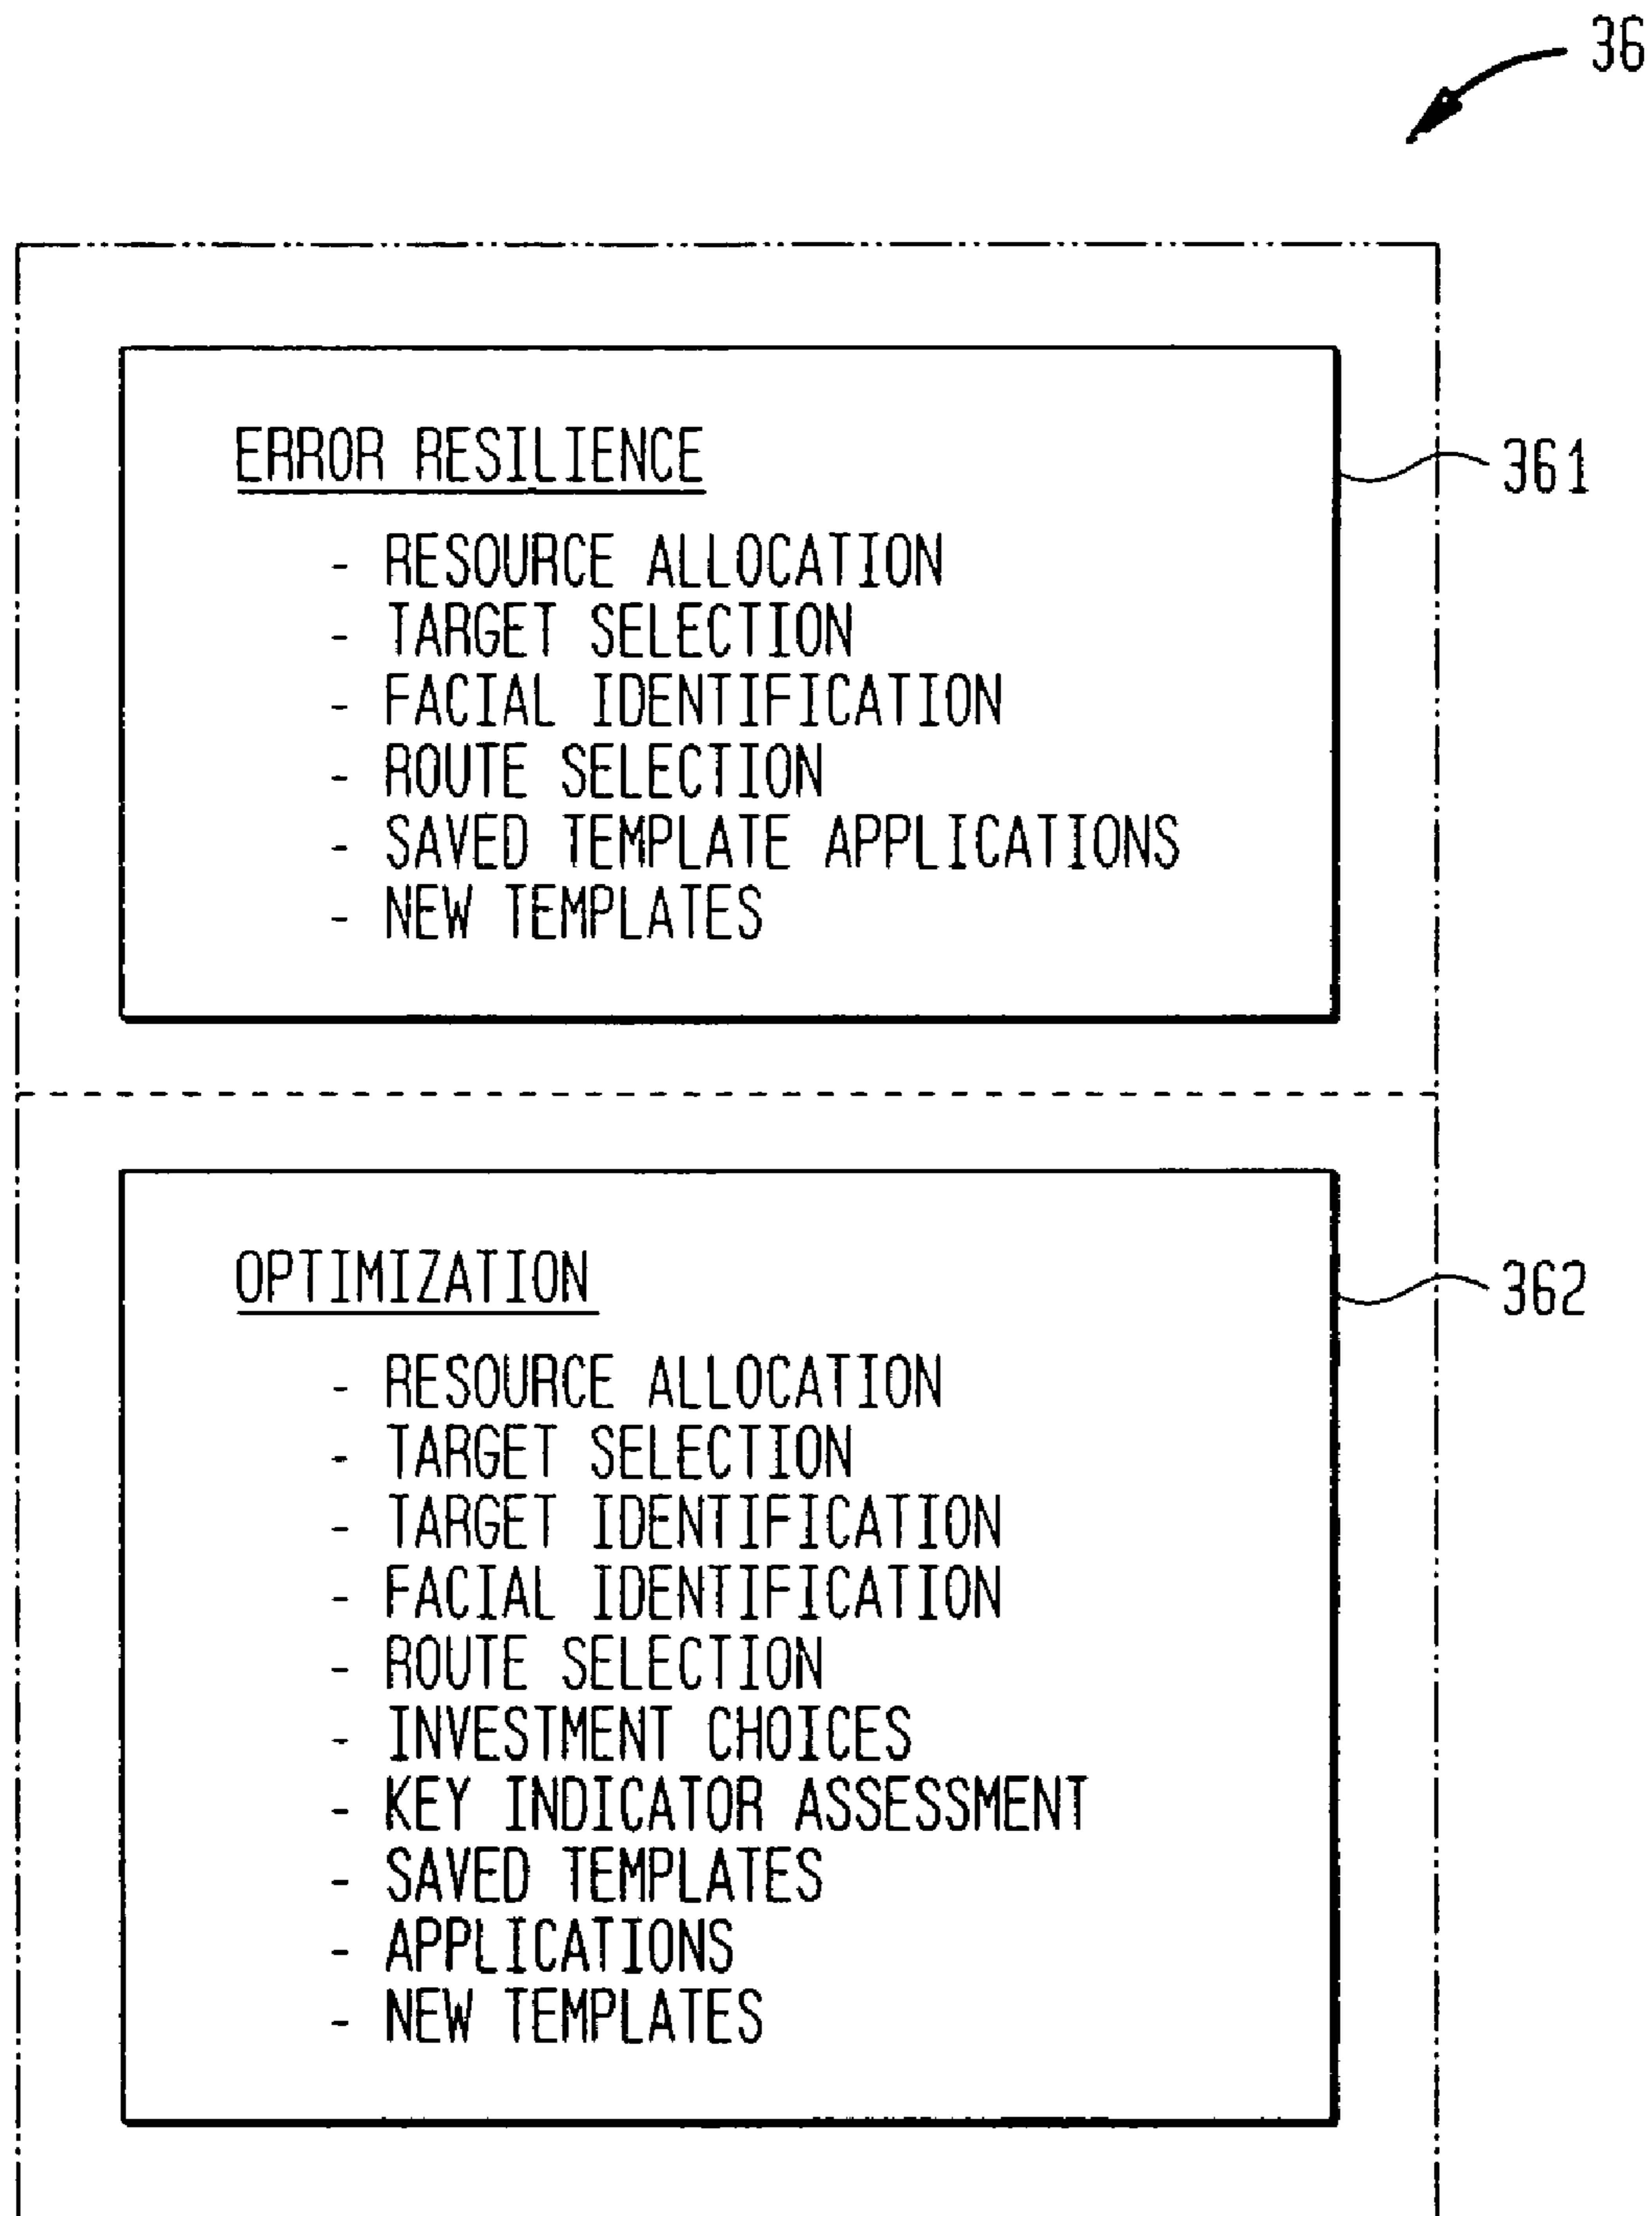 36
ERROR RESILIENCE
361
- RESOURCE ALLOCATION
- TARGET SELECTION
- FACIAL IDENTIFICATION
- ROUTE SELECTION
- SAVED TEMPLATE APPLICATIONS
- NEW TEMPLATES
OPTIMIZATION
362
- RESOURCE ALLOCATION
- TARGET SELECTION
- TARGET IDENTIFICATION
- FACIAL IDENTIFICATION
- ROUTE SELECTION
- INVESTMENT CHOICES
- KEY INDICATOR ASSESSMENT
- SAVED TEMPLATES
- APPLICATIONS
- NEW TEMPLATES